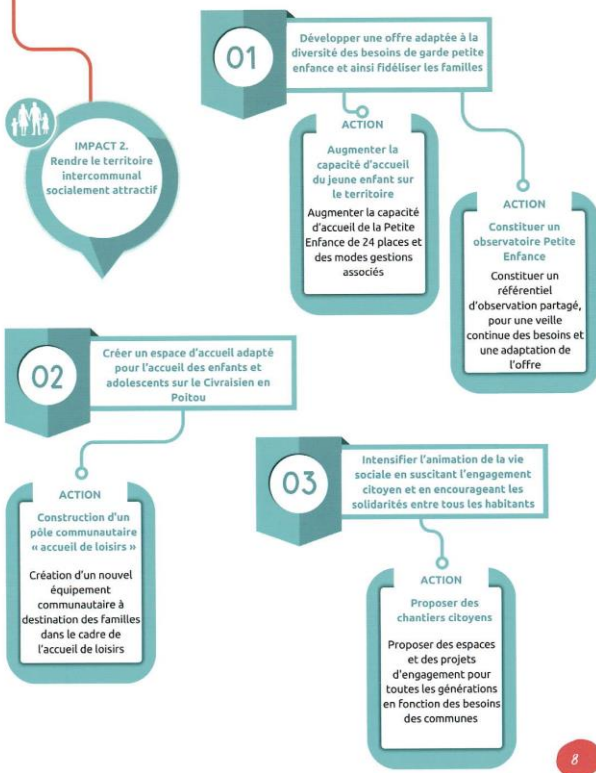 IMPACT 2.
Rendre le territoire
intercommunal
socialement attractif
01
Développer une offre adaptée à la
diversité des besoins de garde petite
enfance et ainsi fidéliser les familles
ACTION
Augmenter la
capacité d'accueil
du jeune enfant sur
le territoire
Augmenter la capacité
d'accueil de la Petite
Enfance de 24 places et
des modes gestions
associés
ACTION
Constituer un
observatoire Petite
Enfance
Constituer un
référentiel
d'observation partagé,
pour une veille
continue des besoins et
une adaptation de
l'offre
02
Créer un espace d'accueil adapté
pour l'accueil des enfants et
adolescents sur le Civraisien en
Poitou
ACTION
Construction d'un
pôle communautaire
« accueil de loisirs »
Création d'un nouvel
équipement
communautaire à
destination des familles
dans le cadre de
l'accueil de loisirs
03
Intensifier l'animation de la vie
sociale en suscitant l'engagement
citoyen et en encourageant les
solidarités entre tous les habitants
ACTION
Proposer des
chantiers citoyens
Proposer des espaces
et des projets
d'engagement pour
toutes les générations
en fonction des besoins
des communes
8